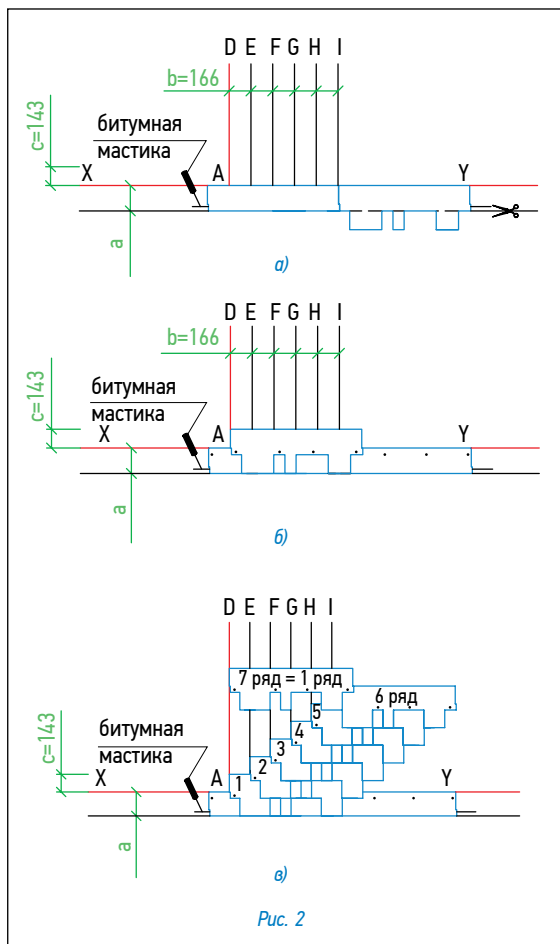 D E F G H I
b=166
c=143
битумная
мастика
X A Y
a
а)
D E F G H I
b=166
c=143
битумная
мастика
X A Y
a
б)
D E F G H I
7 ряд = 1 ряд
6 ряд
5
4
3
2
1
c=143
битумная
мастика
X A Y
a
в)
Рис. 2